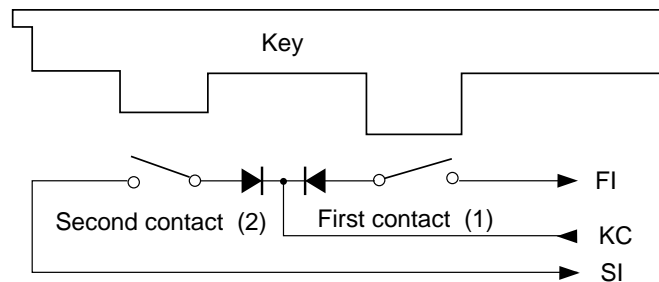 Key
FI
Second contact (2)
First contact (1)
KC
SI